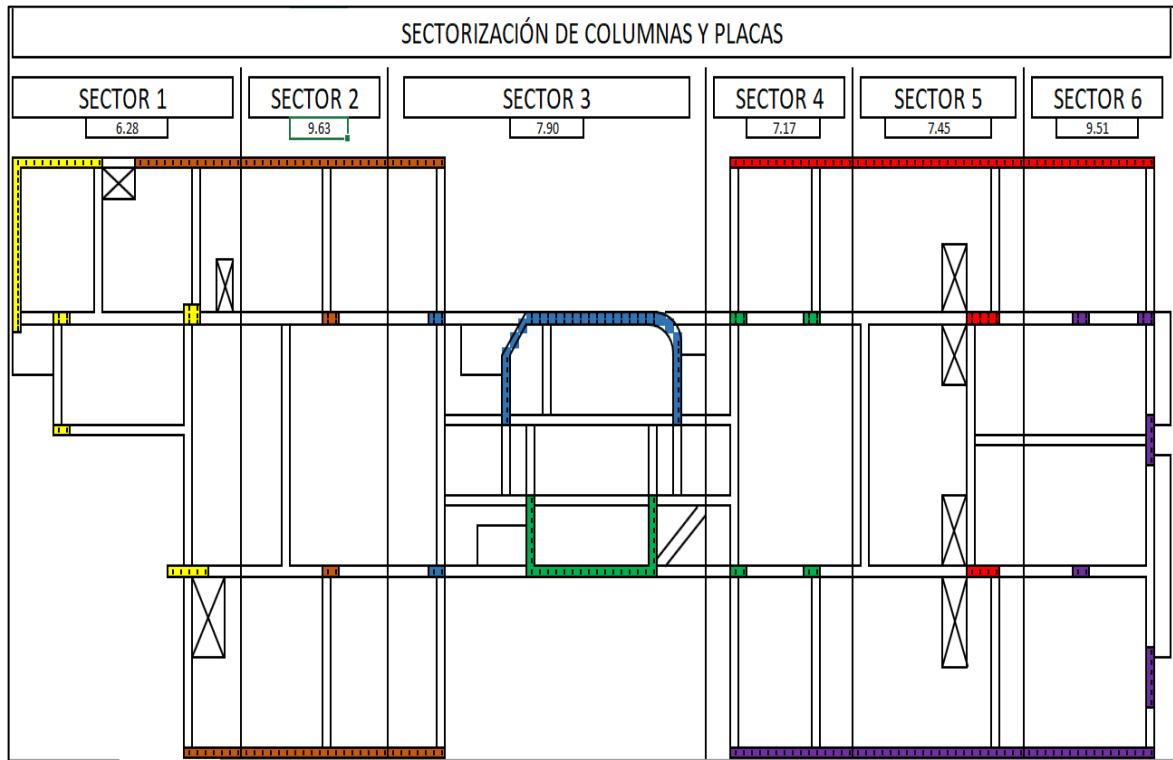 SECTORIZACIÓN DE COLUMNAS Y PLACAS
SECTOR 1 SECTOR 2 SECTOR 3 SECTOR 4 SECTOR 5 SECTOR 6
6.28 9.63 7.90 7.17 7.45 9.51